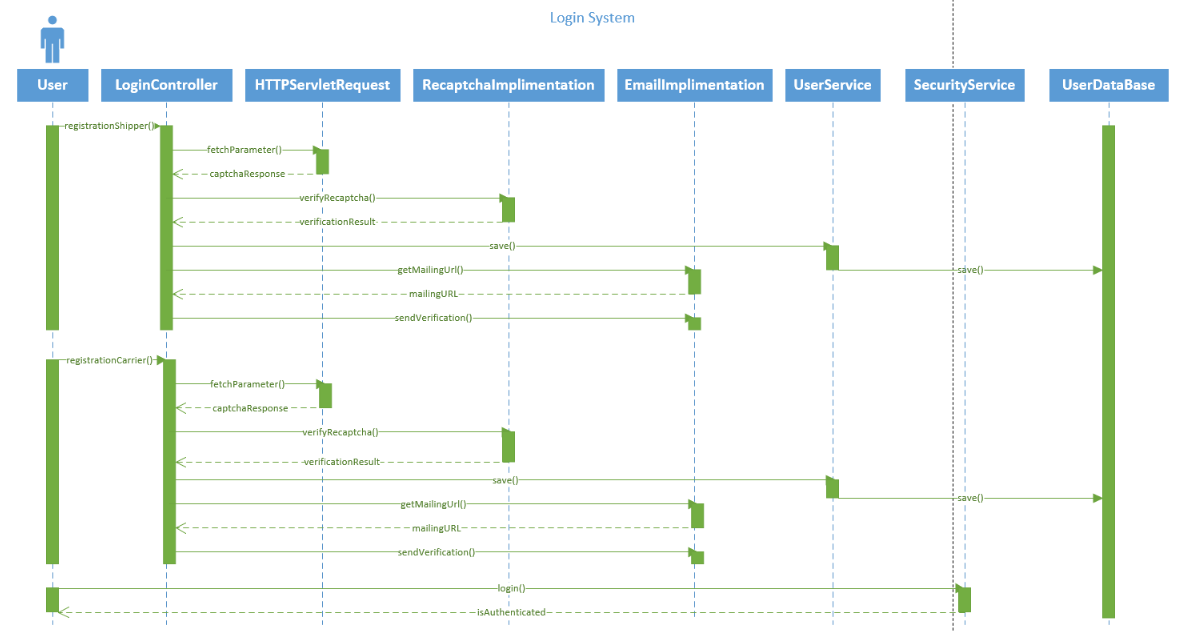 Login System
User
LoginController
HTTPServletRequest
RecaptchaImplimentation
EmailImplimentation
UserService
SecurityService
UserDataBase
registrationShipper()
fetchParameter()
captchaResponse
verifyRecaptcha()
verificationResult
save()
getMailingUrl()
save()
mailingURL
sendVerification()
registrationCarrier()
fetchParameter()
captchaResponse
verifyRecaptcha()
verificationResult
save()
save()
getMailingUrl()
mailingURL
sendVerification()
login()
isAuthenticated